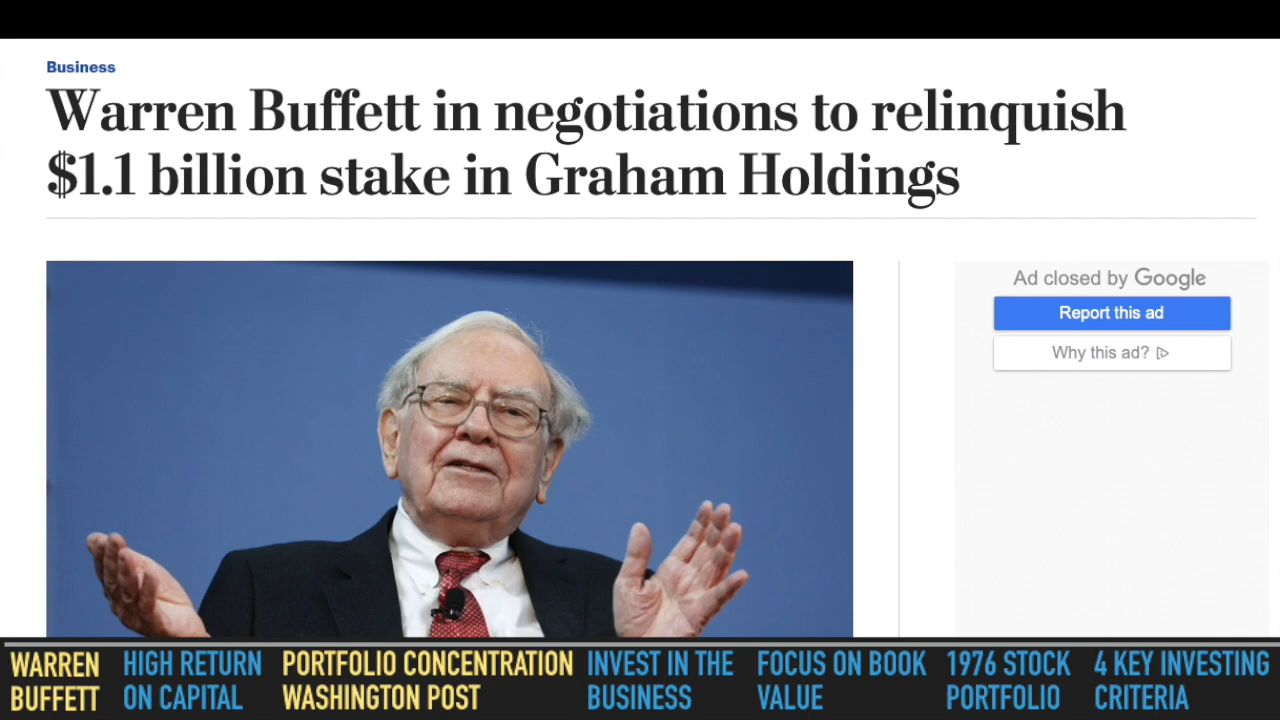 Business
Warren Buffett in negotiations to relinquish
$1.1 billion stake in Graham Holdings
Ad closed by Google
Report this ad
Why this ad?
WARREN
BUFFETT
HIGH RETURN
ON CAPITAL
PORTFOLIO CONCENTRATION
WASHINGTON POST
INVEST IN THE
BUSINESS
FOCUS ON BOOK
VALUE
1976 STOCK
PORTFOLIO
4 KEY INVESTING
CRITERIA